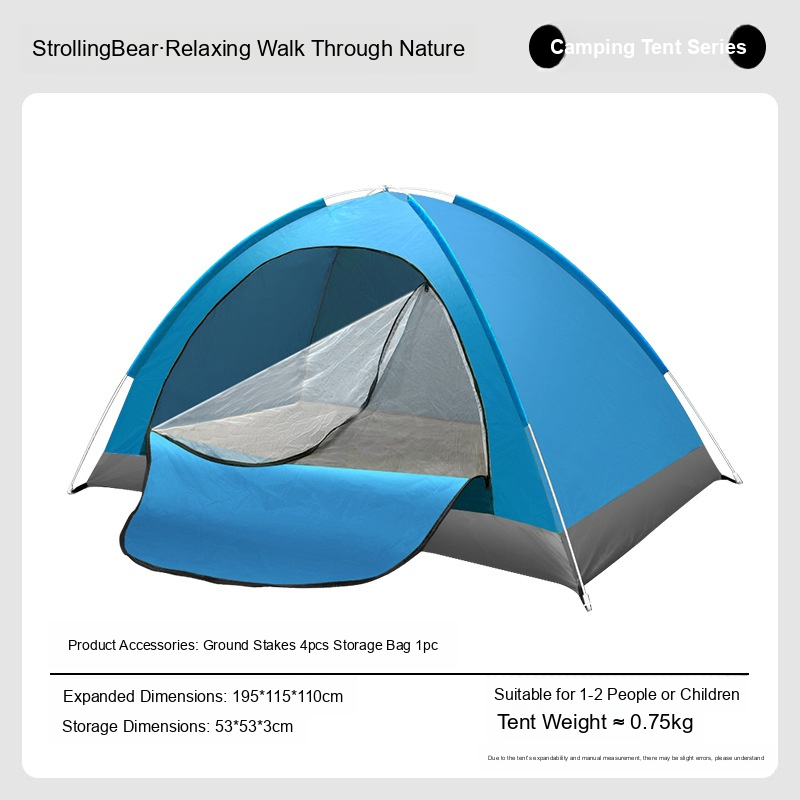 StrollingBear·Relaxing Walk Through Nature
Camping Tent Series
Product Accessories: Ground Stakes 4pcs Storage Bag 1pc
Expanded Dimensions: 195*115*110cm
Storage Dimensions: 53*53*3cm
Suitable for 1-2 People or Children
Tent Weight ≈ 0.75kg
Due to the tent's expandability and manual measurement, there may be slight errors, please understand